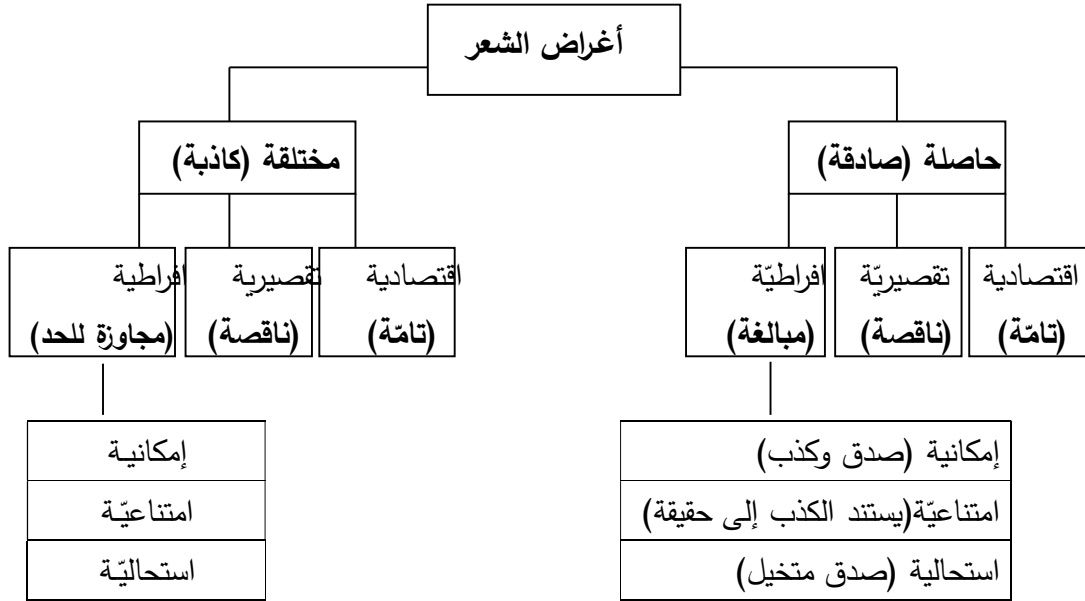 أغراض الشعر
حاصلة (صادقة)
مختلقة (كاذبة)
اقتصادية
(تامّة)
تقصيريّة
(ناقصة)
افراطيّة
(مبالغة)
اقتصادية
(تامّة)
تقصيرية
(ناقصة)
افراطية
(مجاوزة للحد)
إمكانية (صدق وكذب)
امتناعيّة(يستند الكذب إلى حقيقة)
استحالية (صدق متخيل)
إمكانية
امتناعيّة
استحاليّة